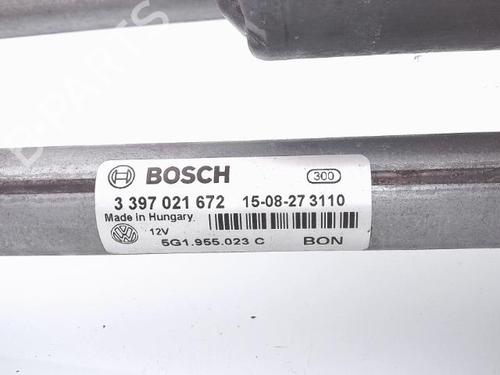 BOSCH 300
3 397 021 672 15-08-27 3110
Made in Hungary
12V
5G1.955.023 C BON
B-PARTS